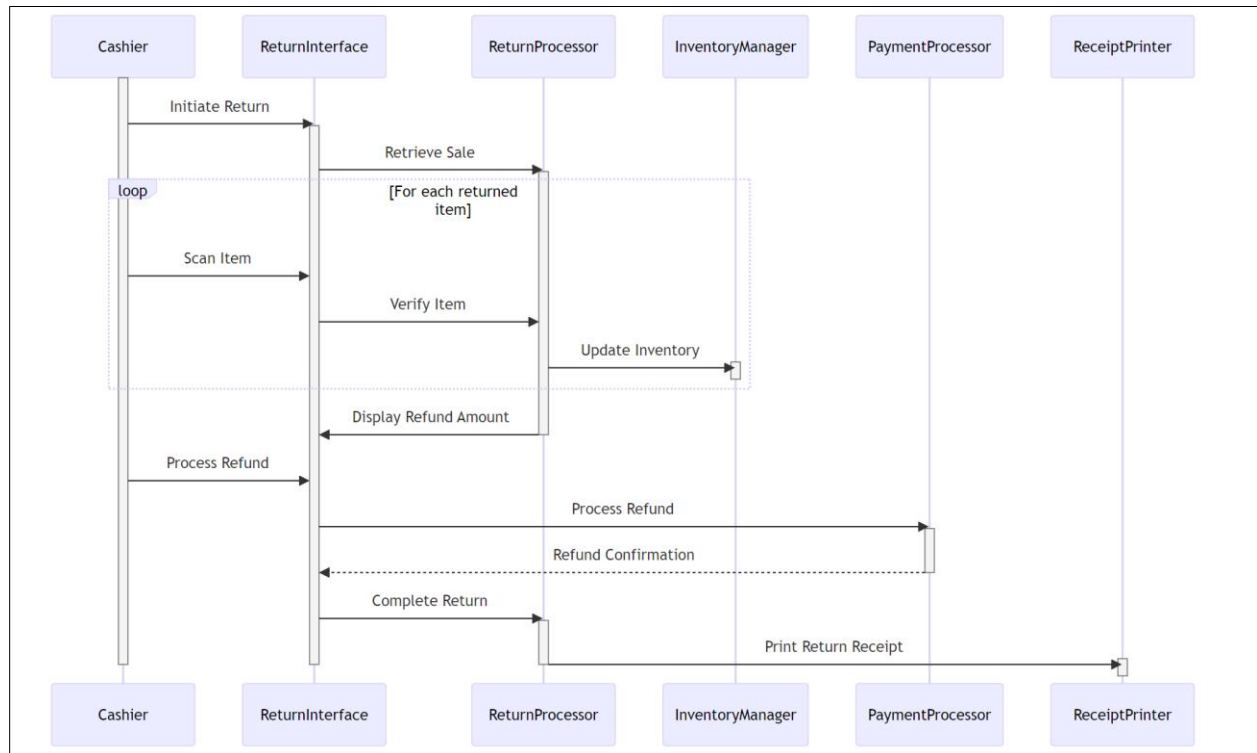 Cashier
ReturnInterface
ReturnProcessor
InventoryManager
PaymentProcessor
ReceiptPrinter
Initiate Return
Retrieve Sale
loop
[For each returned
item]
Scan Item
Verify Item
Update Inventory
Display Refund Amount
Process Refund
Process Refund
Refund Confirmation
Complete Return
Print Return Receipt
Cashier
ReturnInterface
ReturnProcessor
InventoryManager
PaymentProcessor
ReceiptPrinter